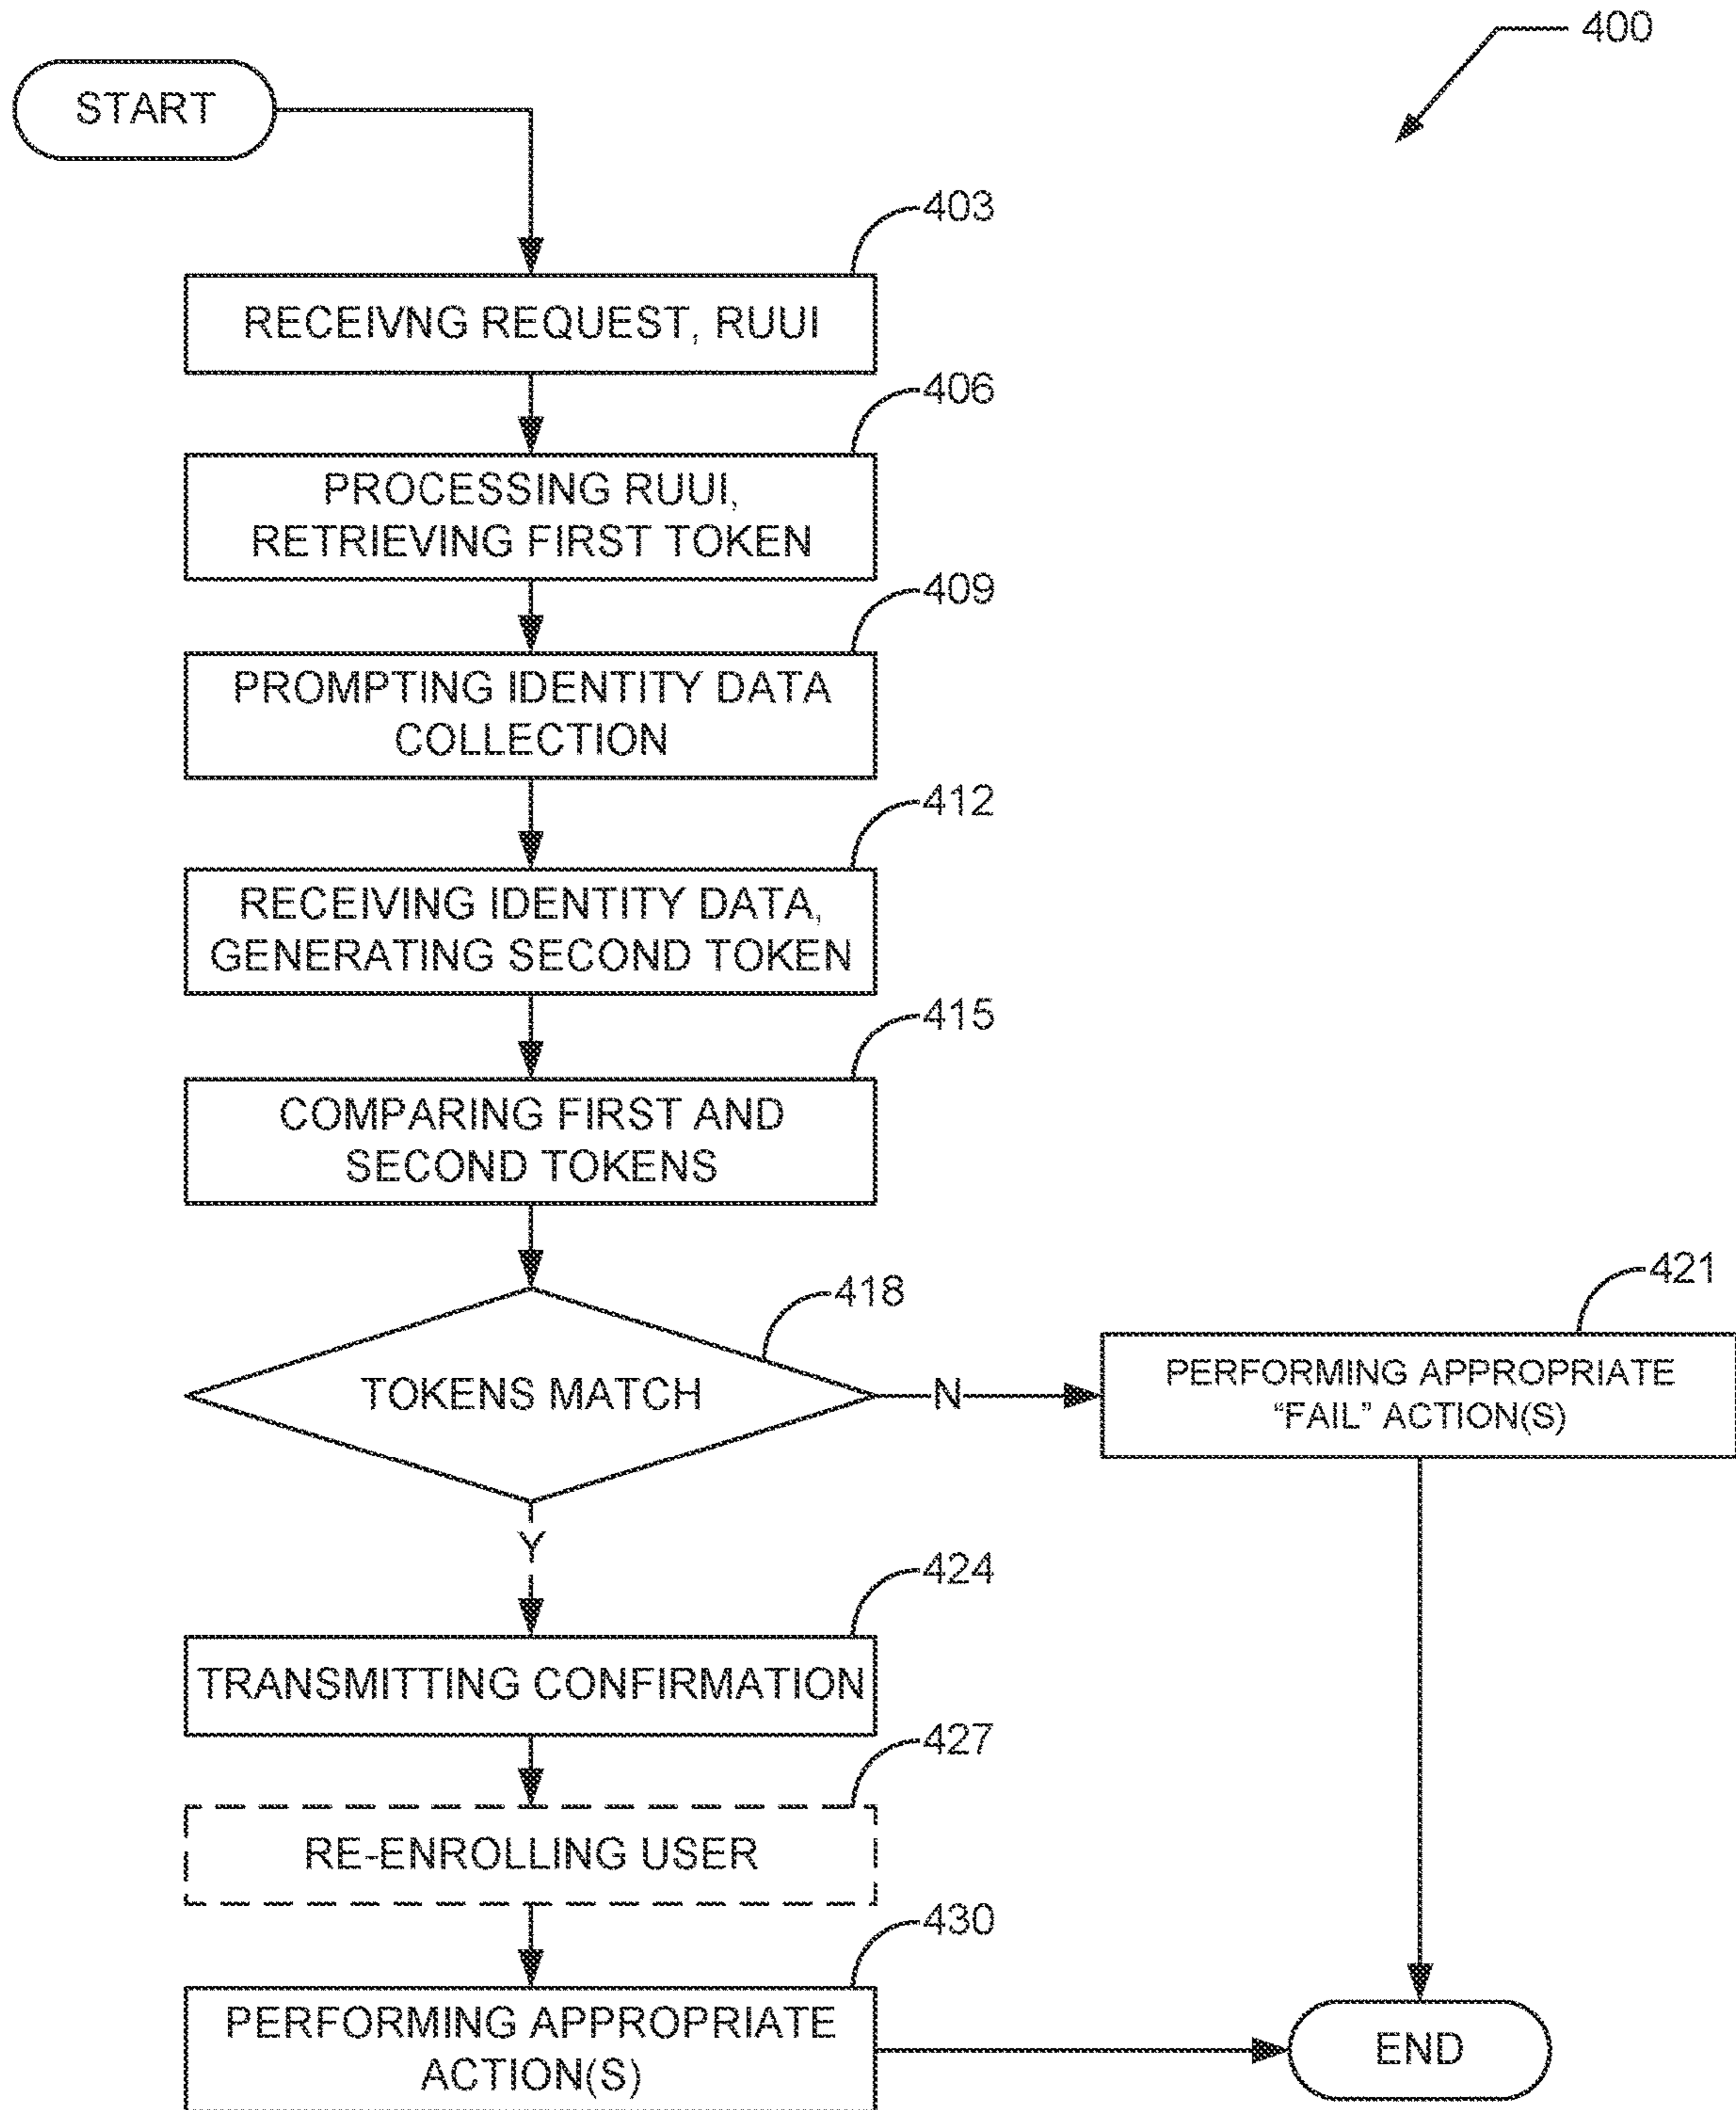 400
START
403
RECEIVNG REQUEST, RUUI
406
PROCESSING RUUI,
RETRIEVING FIRST TOKEN
409
PROMPTING IDENTITY DATA
COLLECTION
412
RECEIVING IDENTITY DATA,
GENERATING SECOND TOKEN
415
COMPARING FIRST AND
SECOND TOKENS
418
TOKENS MATCH
N
421
PERFORMING APPROPRIATE
“FAIL” ACTION(S)
Y
424
TRANSMITTING CONFIRMATION
427
RE-ENROLLING USER
430
PERFORMING APPROPRIATE
ACTION(S)
END